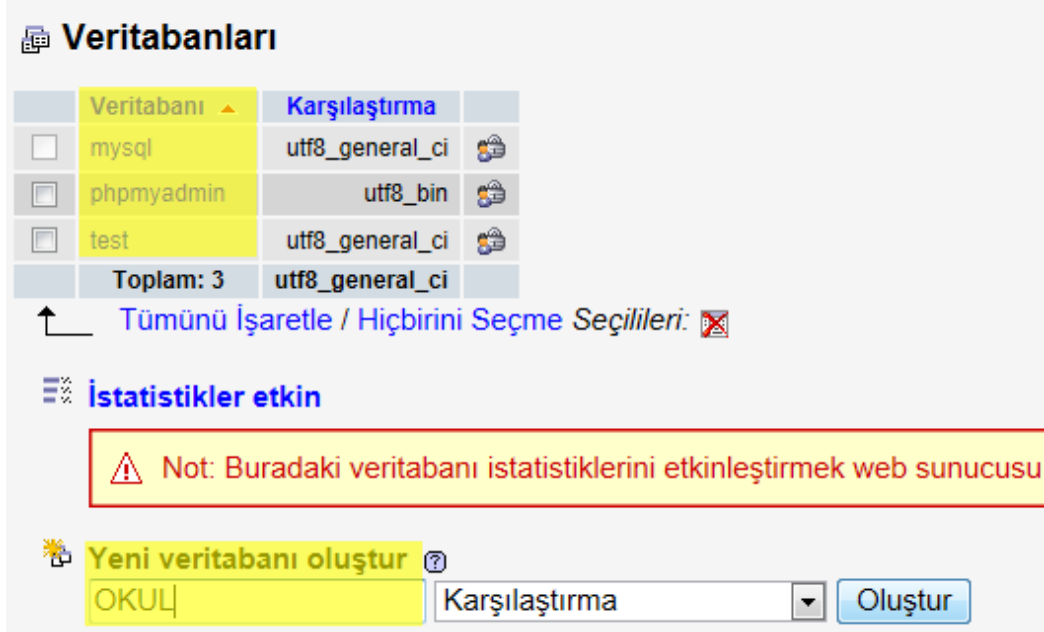 Veritabanları
Veritabanı Karşılaştırma
mysql utf8_general_ci
phpmyadmin utf8_bin
test utf8_general_ci
Toplam: 3 utf8_general_ci
Tümünü İşaretle / Hiçbirini Seçme Seçilileri:
İstatistikler etkin
Not: Buradaki veritabanı istatistiklerini etkinleştirmek web sunucusu
Yeni veritabanı oluştur
OKUL Karşılaştırma Oluştur